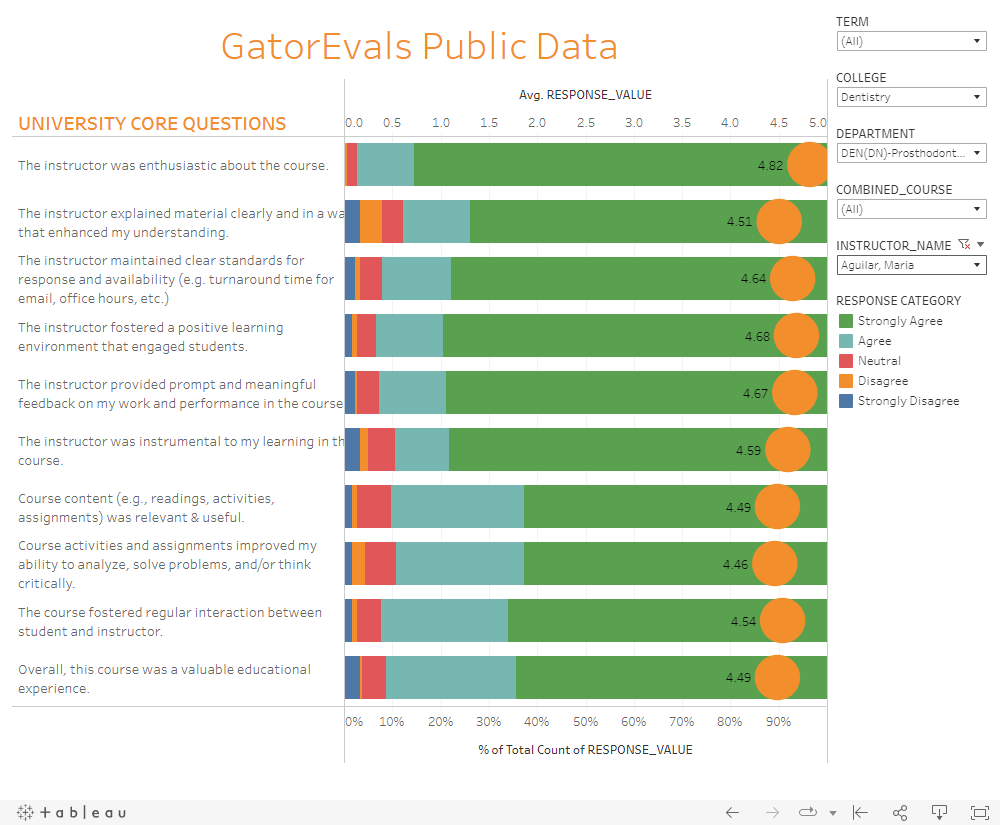 GatorEvals Public Data
UNIVERSITY CORE QUESTIONS
Avg. RESPONSE_VALUE
0.0 0.5 1.0 1.5 2.0 2.5 3.0 3.5 4.0 4.5 5.0
The instructor was enthusiastic about the course.
4.82
The instructor explained material clearly and in a wa
that enhanced my understanding.
4.51
The instructor maintained clear standards for
response and availability (e.g. turnaround time for
email, office hours, etc.)
4.64
The instructor fostered a positive learning
environment that engaged students.
4.68
The instructor provided prompt and meaningful
feedback on my work and performance in the course
4.67
The instructor was instrumental to my learning in th
course.
4.59
Course content (e.g., readings, activities,
assignments) was relevant & useful.
4.49
Course activities and assignments improved my
ability to analyze, solve problems, and/or think
critically.
4.46
The course fostered regular interaction between
student and instructor.
4.54
Overall, this course was a valuable educational
experience.
4.49
0% 10% 20% 30% 40% 50% 60% 70% 80% 90%
% of Total Count of RESPONSE_VALUE
TERM
(All)
COLLEGE
Dentistry
DEPARTMENT
DEN(DN)-Prosthodont...
COMBINED_COURSE
(All)
INSTRUCTOR_NAME
Aguilar, Maria
RESPONSE CATEGORY
Strongly Agree
Agree
Neutral
Disagree
Strongly Disagree
tableau